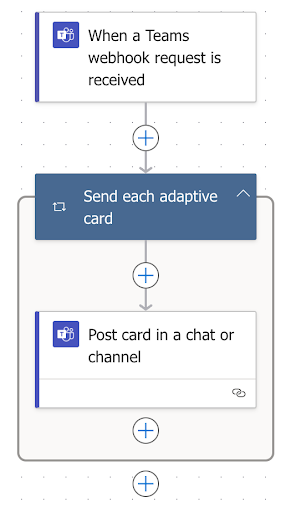 When a Teams
webhook request is
received
Send each adaptive
card
Post card in a chat or
channel